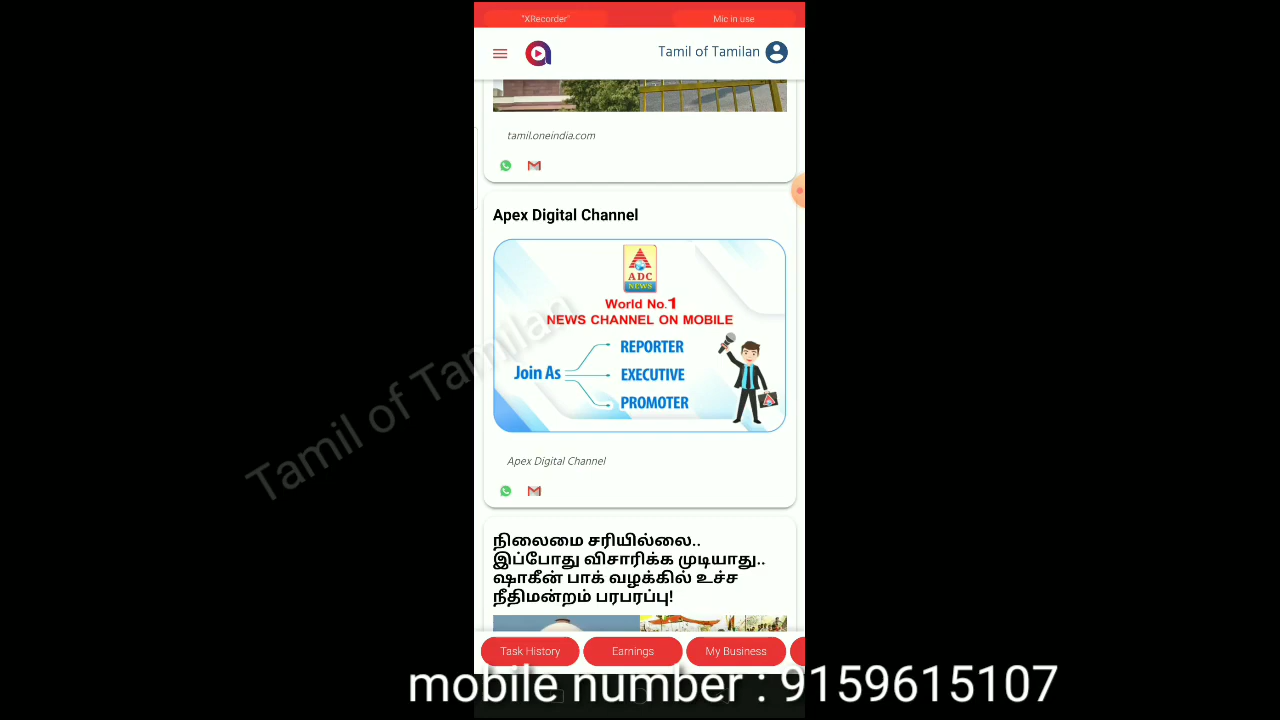 "XRecorder"
Mic in use
Tamil of Tamilan
tamil.oneindia.com
Apex Digital Channel
ADC
NEWS
World No.1
NEWS CHANNEL ON MOBILE
Join As
REPORTER
EXECUTIVE
PROMOTER
Tamil of Tamilan
Apex Digital Channel
நிலைமை சரியில்லை..
இப்போது விசாரிக்க முடியாது..
ஷாகீன் பாக் வழக்கில் உச்ச
நீதிமன்றம் பரபரப்பு!
Task History
Earnings
My Business
mobile number : 9159615107